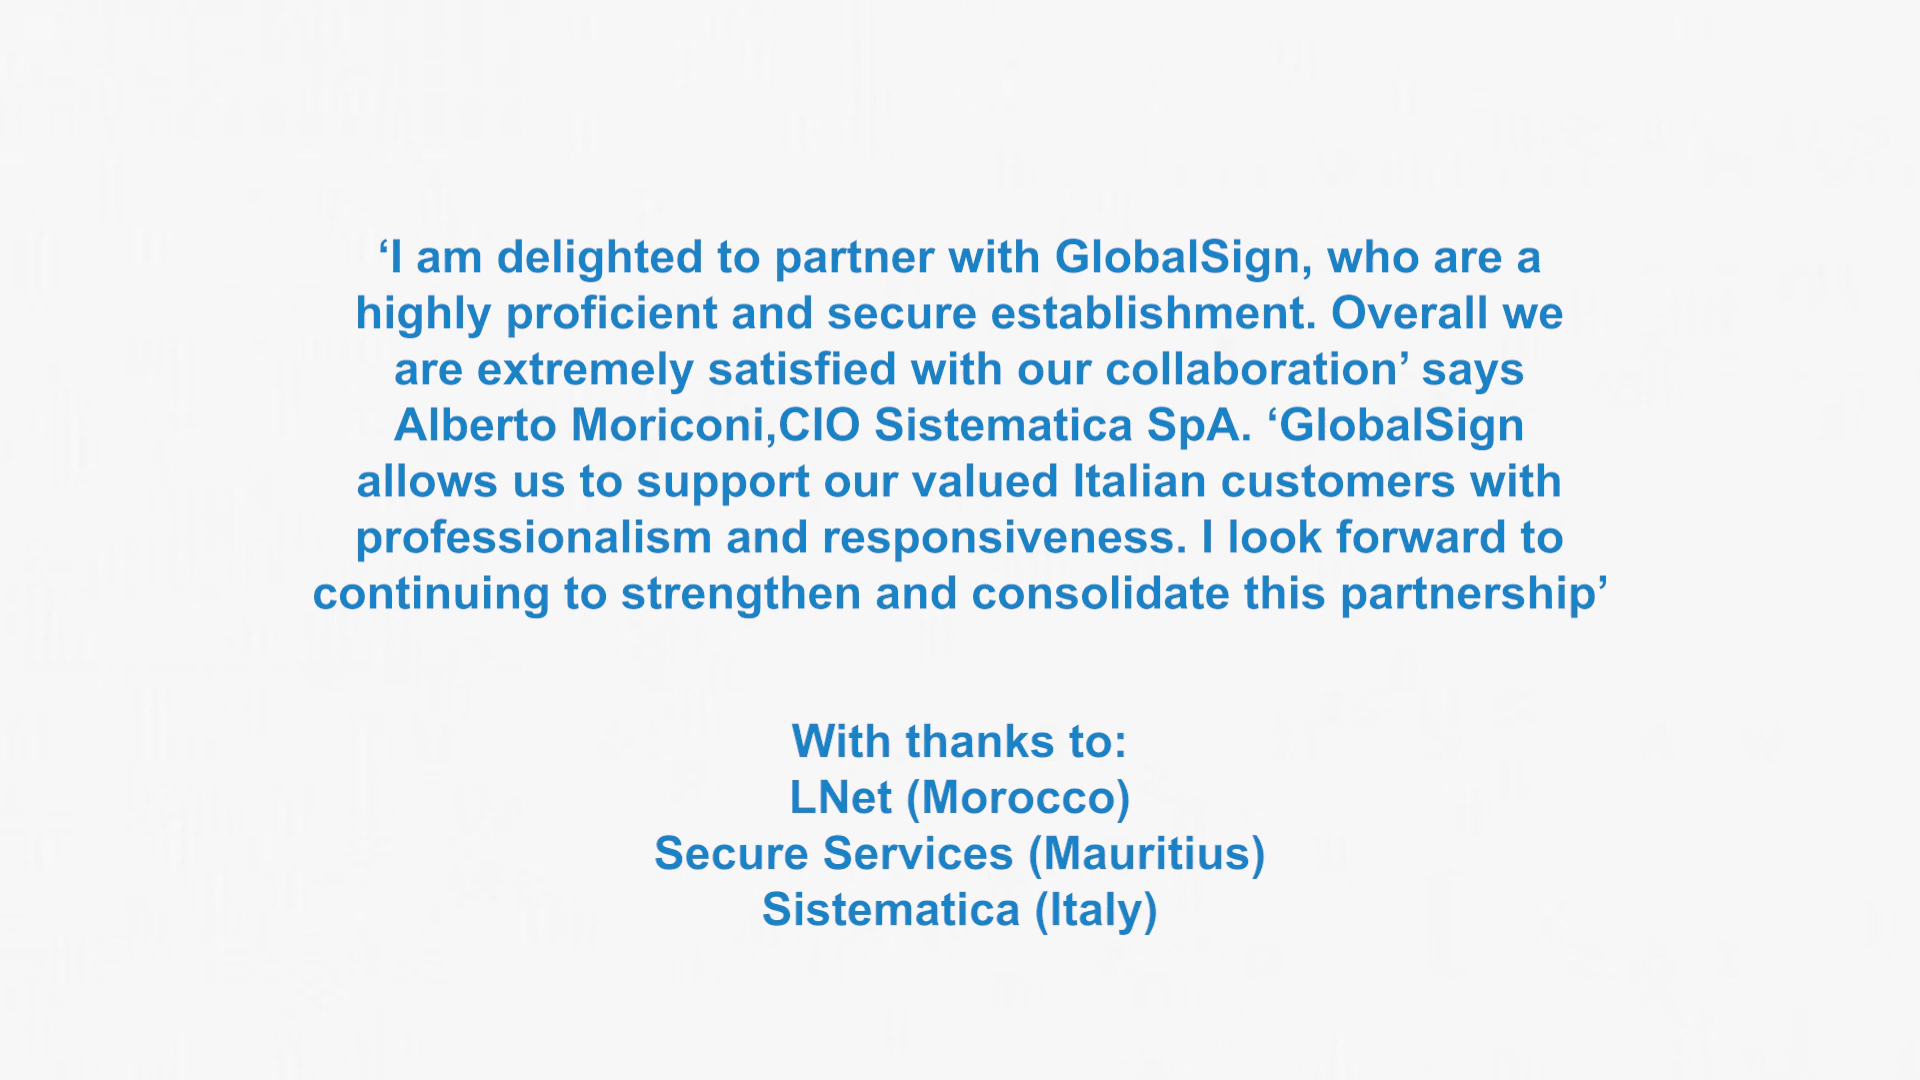 ‘I am delighted to partner with GlobalSign, who are a
highly proficient and secure establishment. Overall we
are extremely satisfied with our collaboration’ says
Alberto Moriconi,CIO Sistematica SpA. ‘GlobalSign
allows us to support our valued Italian customers with
professionalism and responsiveness. I look forward to
continuing to strengthen and consolidate this partnership’
With thanks to:
LNet (Morocco)
Secure Services (Mauritius)
Sistematica (Italy)